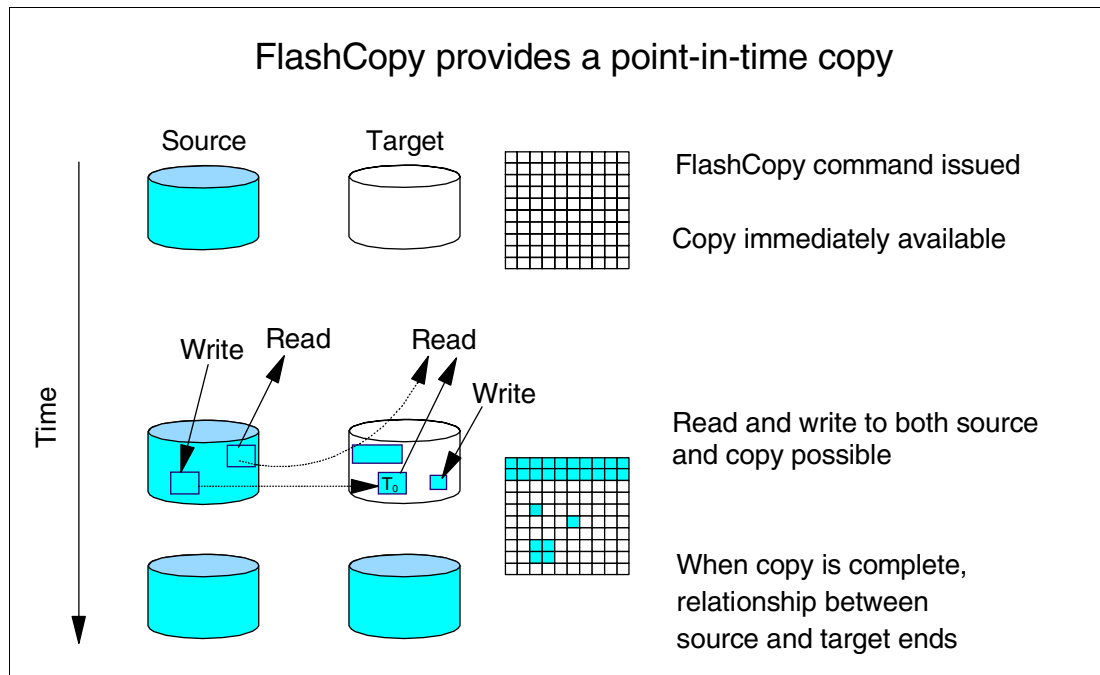 FlashCopy provides a point-in-time copy
Source
Target
FlashCopy command issued
Copy immediately available
Time
Write
Read
Read
Write
T0
Read and write to both source
and copy possible
When copy is complete,
relationship between
source and target ends